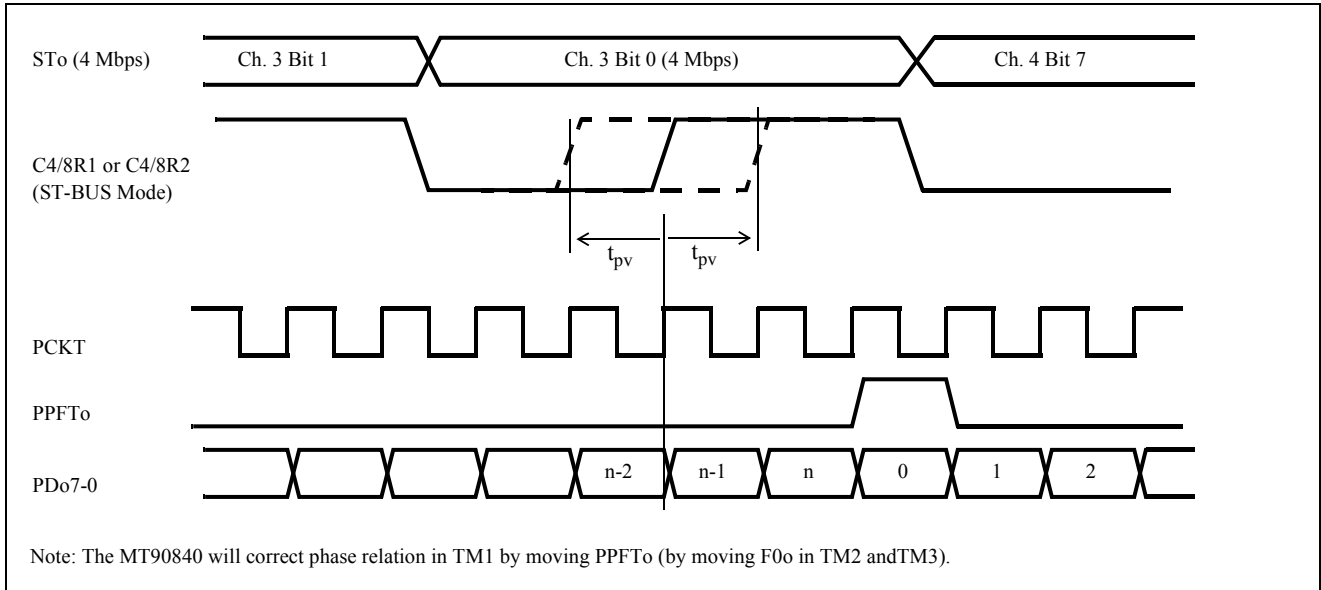 STo (4 Mbps)
Ch. 3 Bit 1
Ch. 3 Bit 0 (4 Mbps)
Ch. 4 Bit 7
C4/8R1 or C4/8R2
(ST-BUS Mode)
tpv
tpv
PCKT
PPFTo
PDo7-0
n-2
n-1
n
0
1
2
Note: The MT90840 will correct phase relation in TM1 by moving PPFTo (by moving F0o in TM2 andTM3).